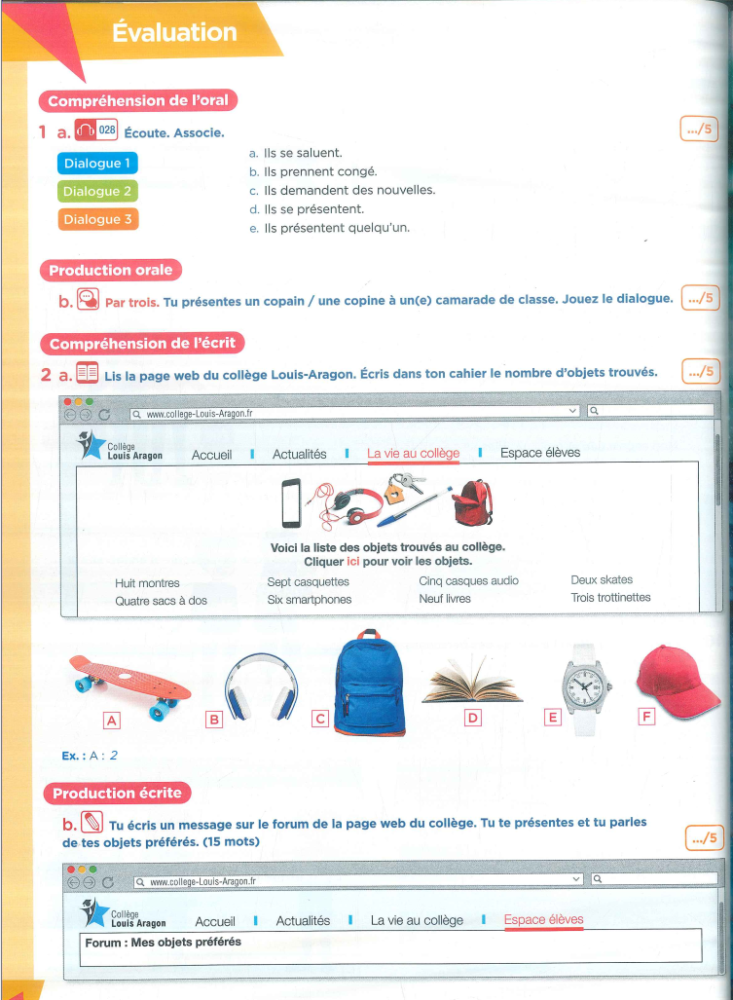 Évaluation
Compréhension de l'oral
1 a. 028 Écoute. Associe. .../5
Dialogue 1
Dialogue 2
Dialogue 3
a. Ils se saluent.
b. Ils prennent congé.
c. Ils demandent des nouvelles.
d. Ils se présentent.
e. Ils présentent quelqu'un.
Production orale
b. Par trois. Tu présentes un copain / une copine à un(e) camarade de classe. Jouez le dialogue. .../5
Compréhension de l'écrit
2 a. Lis la page web du collège Louis-Aragon. Écris dans ton cahier le nombre d'objets trouvés. .../5
www.college-Louis-Aragon.fr
Collège
Louis Aragon
Accueil Actualités La vie au collège Espace élèves
Voici la liste des objets trouvés au collège.
Cliquer ici pour voir les objets.
Huit montres Sept casquettes Cinq casques audio Deux skates
Quatre sacs à dos Six smartphones Neuf livres Trois trottinettes
A B C D E F
Ex. : A : 2
Production écrite
b. Tu écris un message sur le forum de la page web du collège. Tu te présentes et tu parles
de tes objets préférés. (15 mots) .../5
www.college-Louis-Aragon.fr
Collège
Louis Aragon
Accueil Actualités La vie au collège Espace élèves
Forum : Mes objets préférés